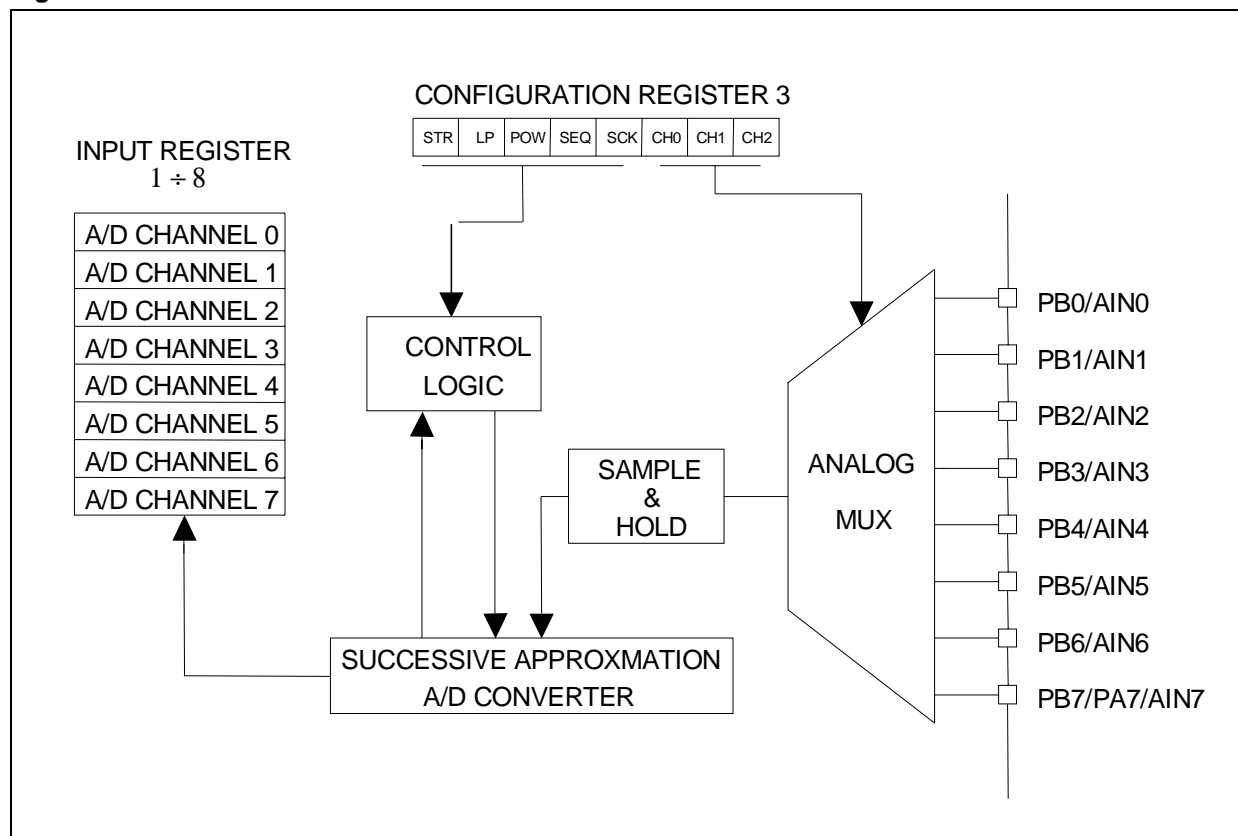 CONFIGURATION REGISTER 3
STR LP POW SEQ SCK CH0 CH1 CH2
INPUT REGISTER
1 ÷ 8
A/D CHANNEL 0
A/D CHANNEL 1
A/D CHANNEL 2
A/D CHANNEL 3
A/D CHANNEL 4
A/D CHANNEL 5
A/D CHANNEL 6
A/D CHANNEL 7
CONTROL
LOGIC
SAMPLE
&
HOLD
SUCCESSIVE APPROXMATION
A/D CONVERTER
ANALOG
MUX
PB0/AIN0
PB1/AIN1
PB2/AIN2
PB3/AIN3
PB4/AIN4
PB5/AIN5
PB6/AIN6
PB7/PA7/AIN7